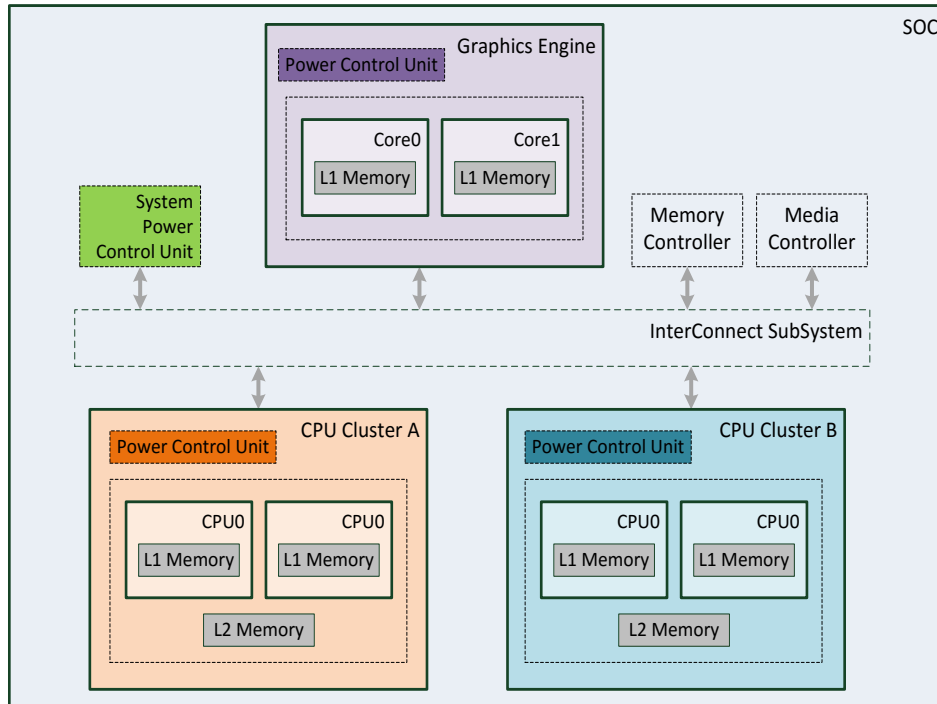 SOC
Graphics Engine
Power Control Unit
Core0
Core1
L1 Memory
L1 Memory
System
Power
Control Unit
Memory
Controller
Media
Controller
InterConnect SubSystem
CPU Cluster A
Power Control Unit
CPU0
CPU0
L1 Memory
L1 Memory
L2 Memory
CPU Cluster B
Power Control Unit
CPU0
CPU0
L1 Memory
L1 Memory
L2 Memory